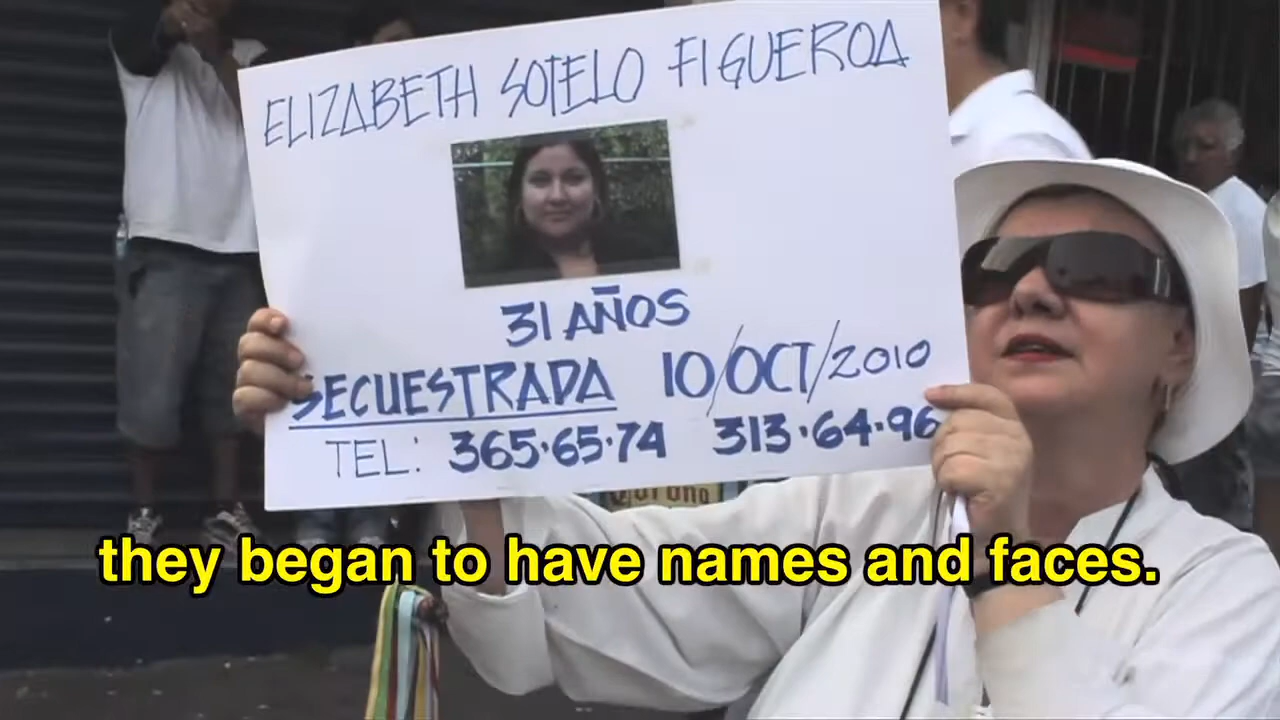 ELIZABETH SOTELO FIGUEROA
31 AÑOS
SECUESTRADA 10/OCT/2010
TEL: 365·65·74 313·64·96
Corona
they began to have names and faces.